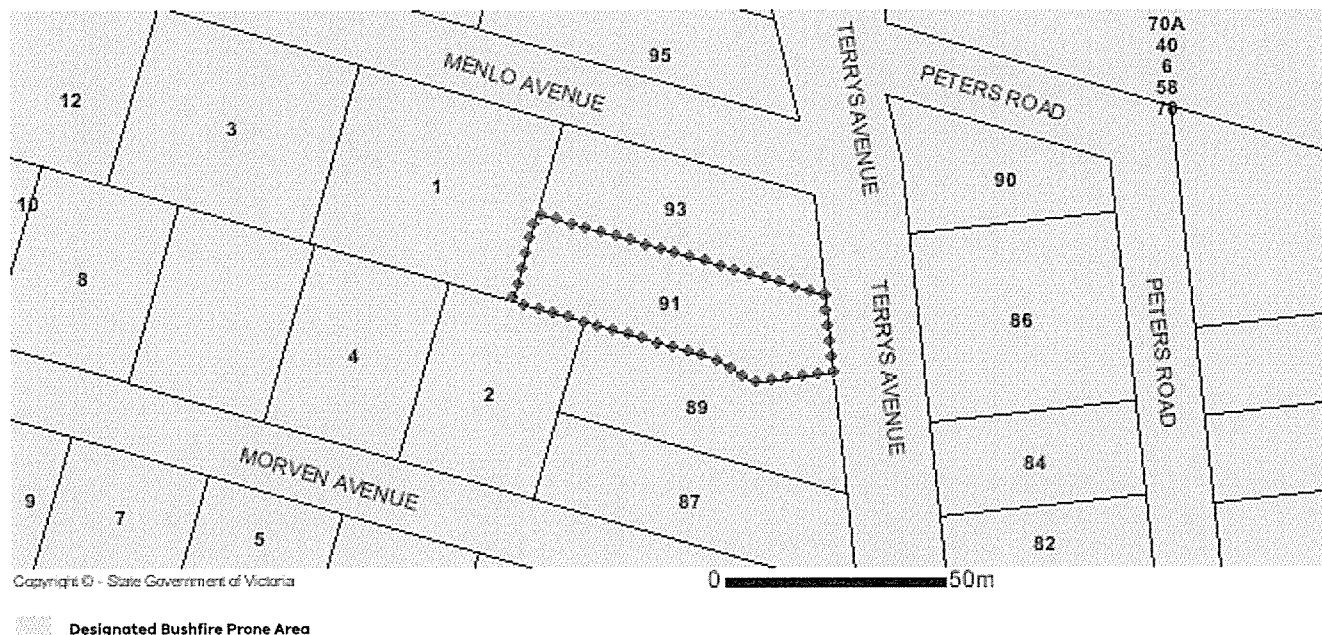 70A
40
6
58
95
MENLO AVENUE
TERRYS AVENUE
PETERS ROAD
12
3
1
93
90
10
8
91
86
TERRYS AVENUE
PETERS ROAD
4
2
89
84
MORVEN AVENUE
87
82
9
7
5
Copyright © - State Government of Victoria
0 50m
Designated Bushfire Prone Area